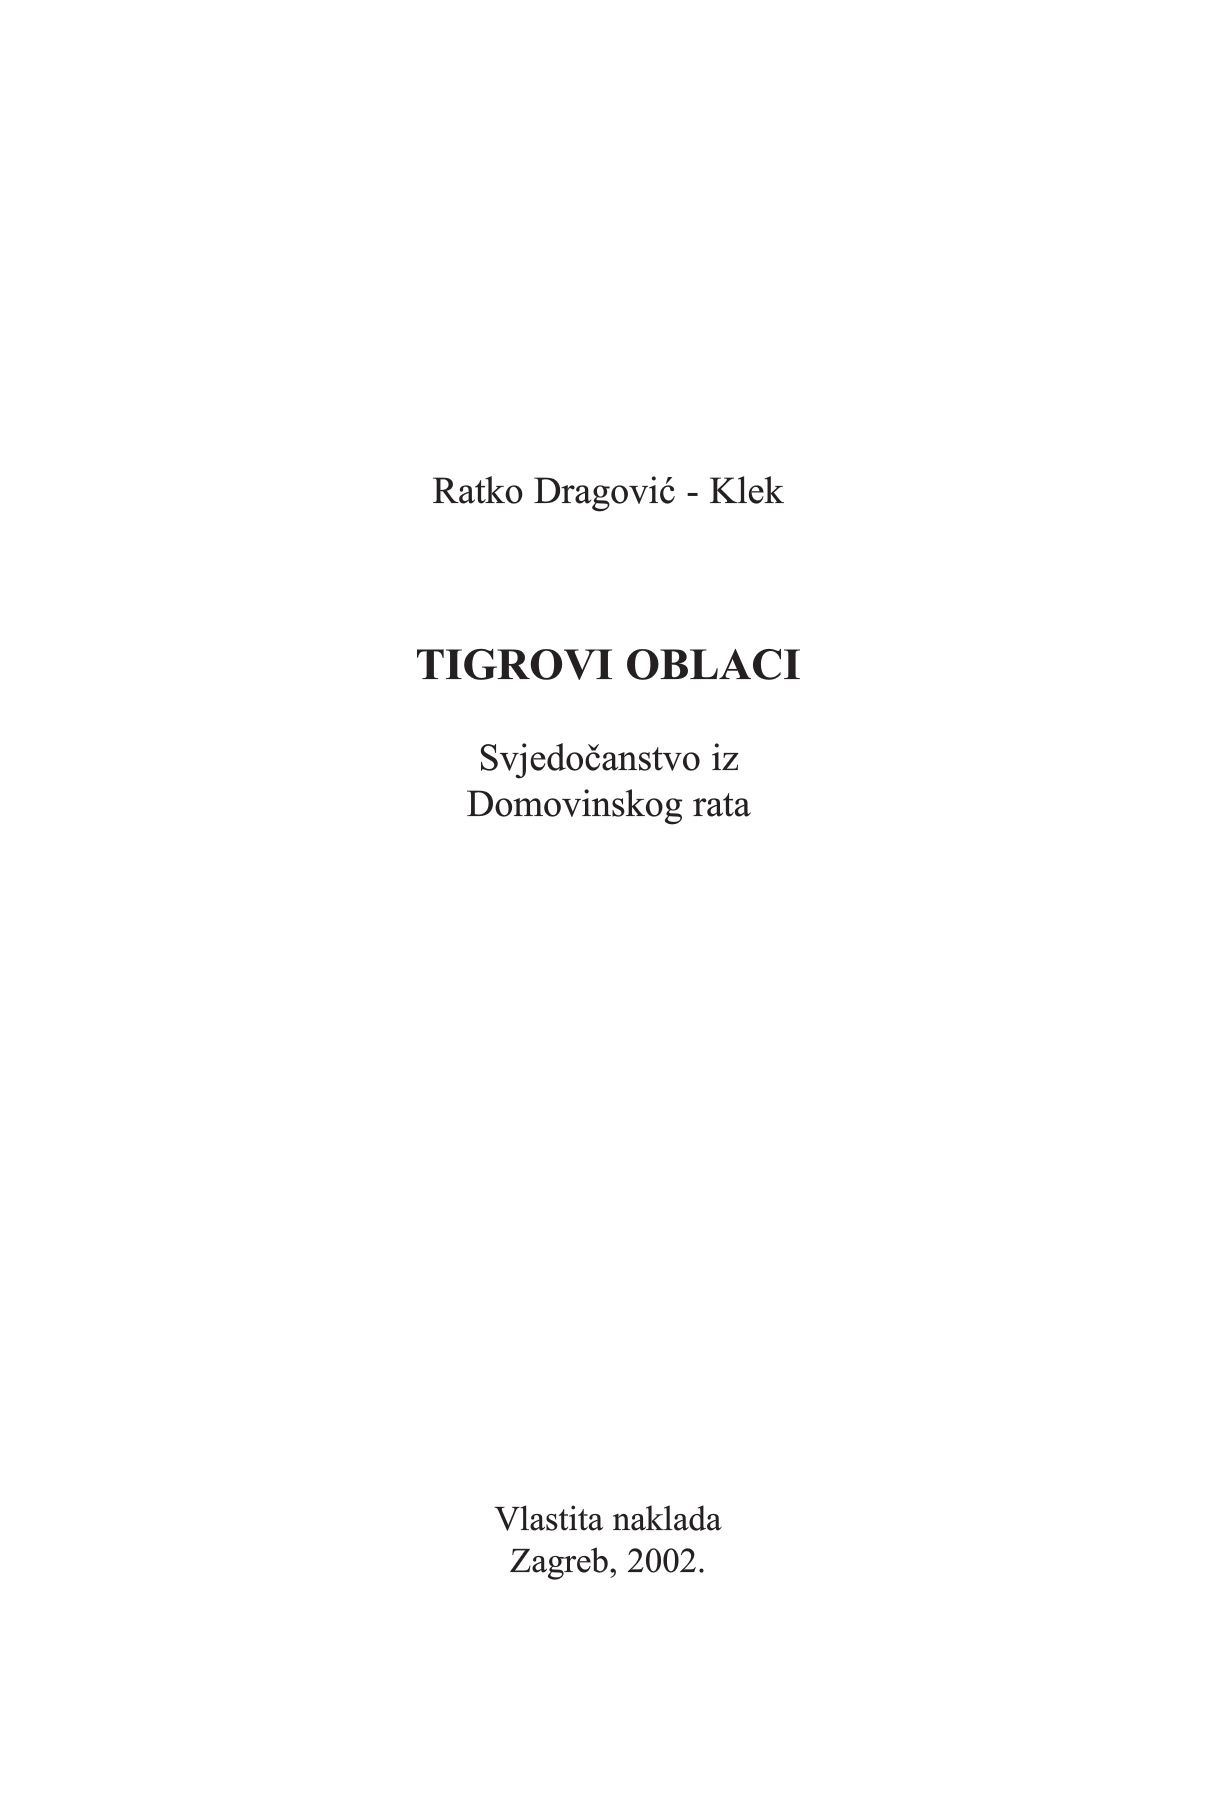 Ratko Dragović - Klek
TIGROVI OBLACI
Svjedočanstvo iz
Domovinskog rata
Vlastita naklada
Zagreb, 2002.